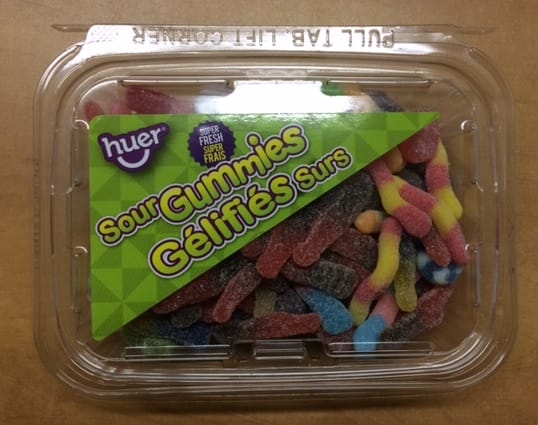 PULL TAB, LIFT CORNER
huer
SUPER
FRESH
SUPER
FRAIS
Sour Gummies
Gélifiés Surs